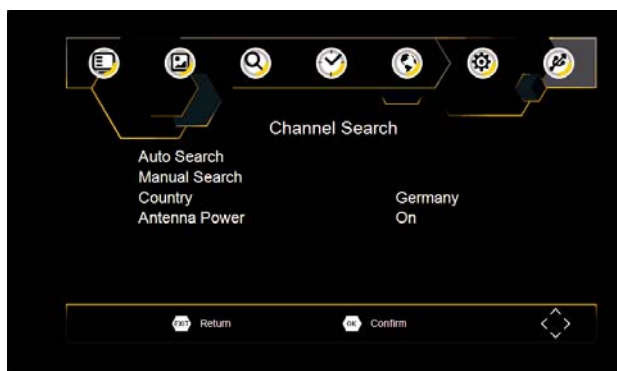 Channel Search
Auto Search
Manual Search
Country Germany
Antenna Power On
EXIT Return OK Confirm